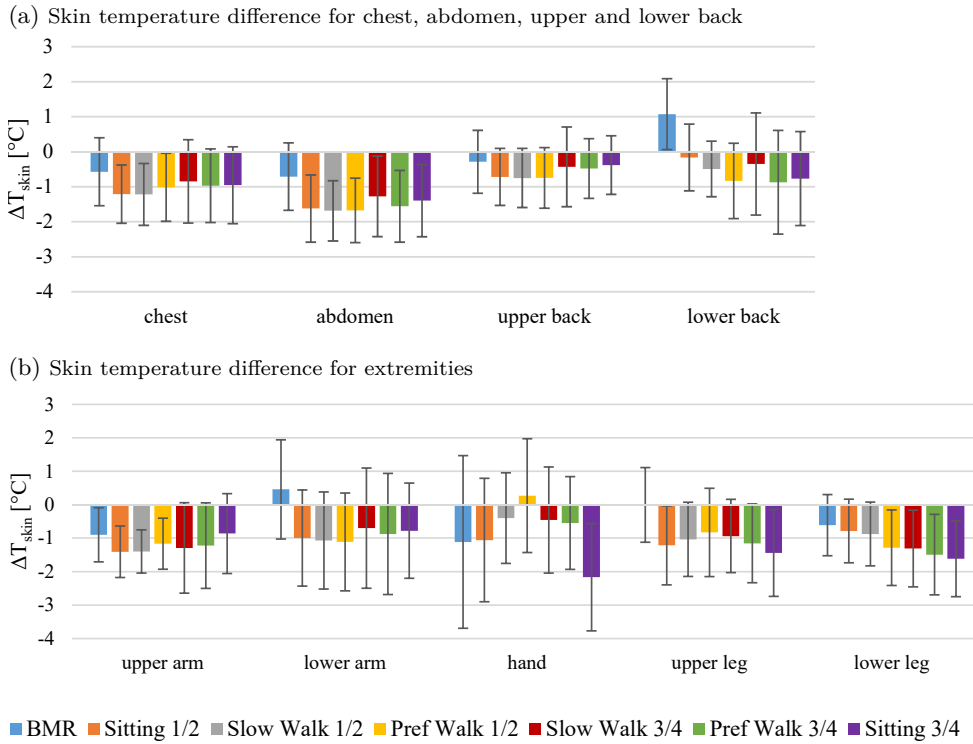 (a) Skin temperature difference for chest, abdomen, upper and lower back
3
2
1
0
-1
-2
-3
-4
ΔT_skin [°C]
chest abdomen upper back lower back
(b) Skin temperature difference for extremities
3
2
1
0
-1
-2
-3
-4
ΔT_skin [°C]
upper arm lower arm hand upper leg lower leg
BMR Sitting 1/2 Slow Walk 1/2 Pref Walk 1/2 Slow Walk 3/4 Pref Walk 3/4 Sitting 3/4